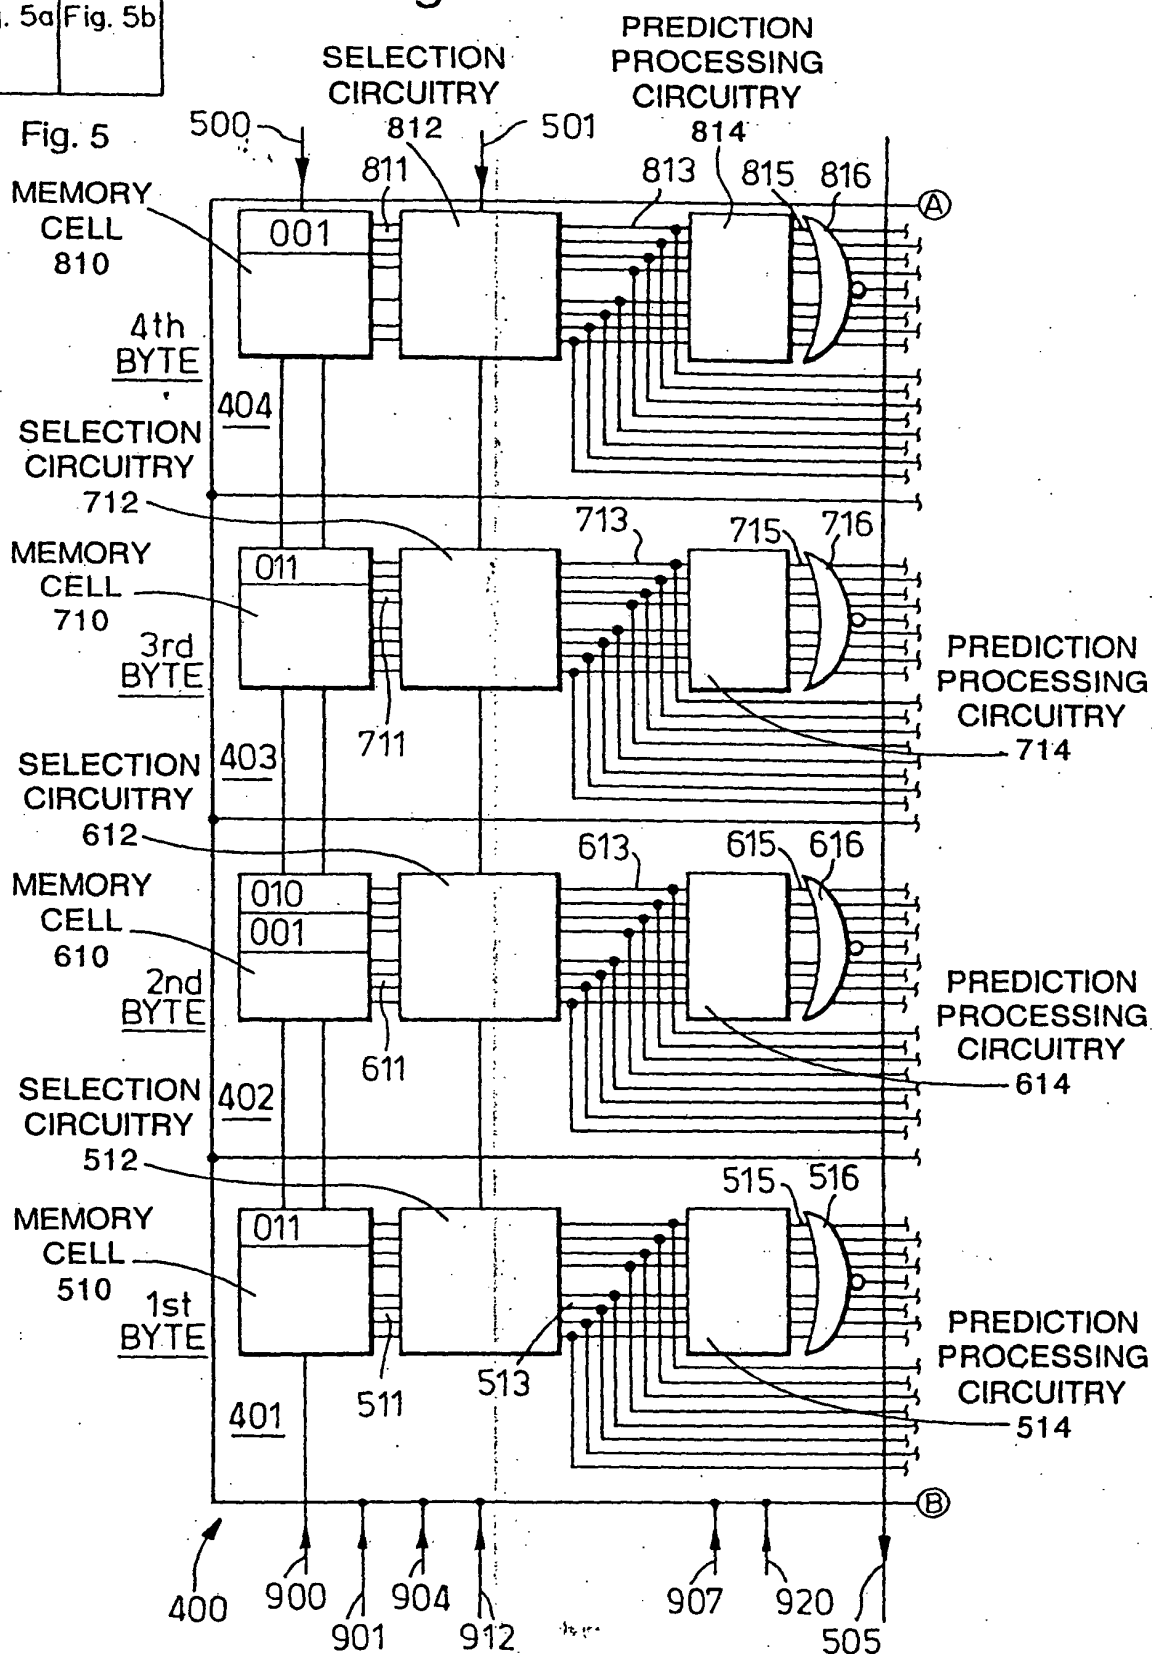 Fig. 5a
Fig. 5b
Fig. 5
SELECTION
CIRCUITRY
812
PREDICTION
PROCESSING
CIRCUITRY
814
500
501
811
813
815
816
A
MEMORY
CELL
810
001
4th
BYTE
404
SELECTION
CIRCUITRY
712
713
715
716
MEMORY
CELL
710
011
3rd
BYTE
711
PREDICTION
PROCESSING
CIRCUITRY
714
403
SELECTION
CIRCUITRY
612
613
615
616
MEMORY
CELL
610
010
001
2nd
BYTE
611
PREDICTION
PROCESSING
CIRCUITRY
614
402
SELECTION
CIRCUITRY
512
515
516
MEMORY
CELL
510
011
1st
BYTE
511
513
PREDICTION
PROCESSING
CIRCUITRY
514
401
B
400
900
901
904
912
907
920
505